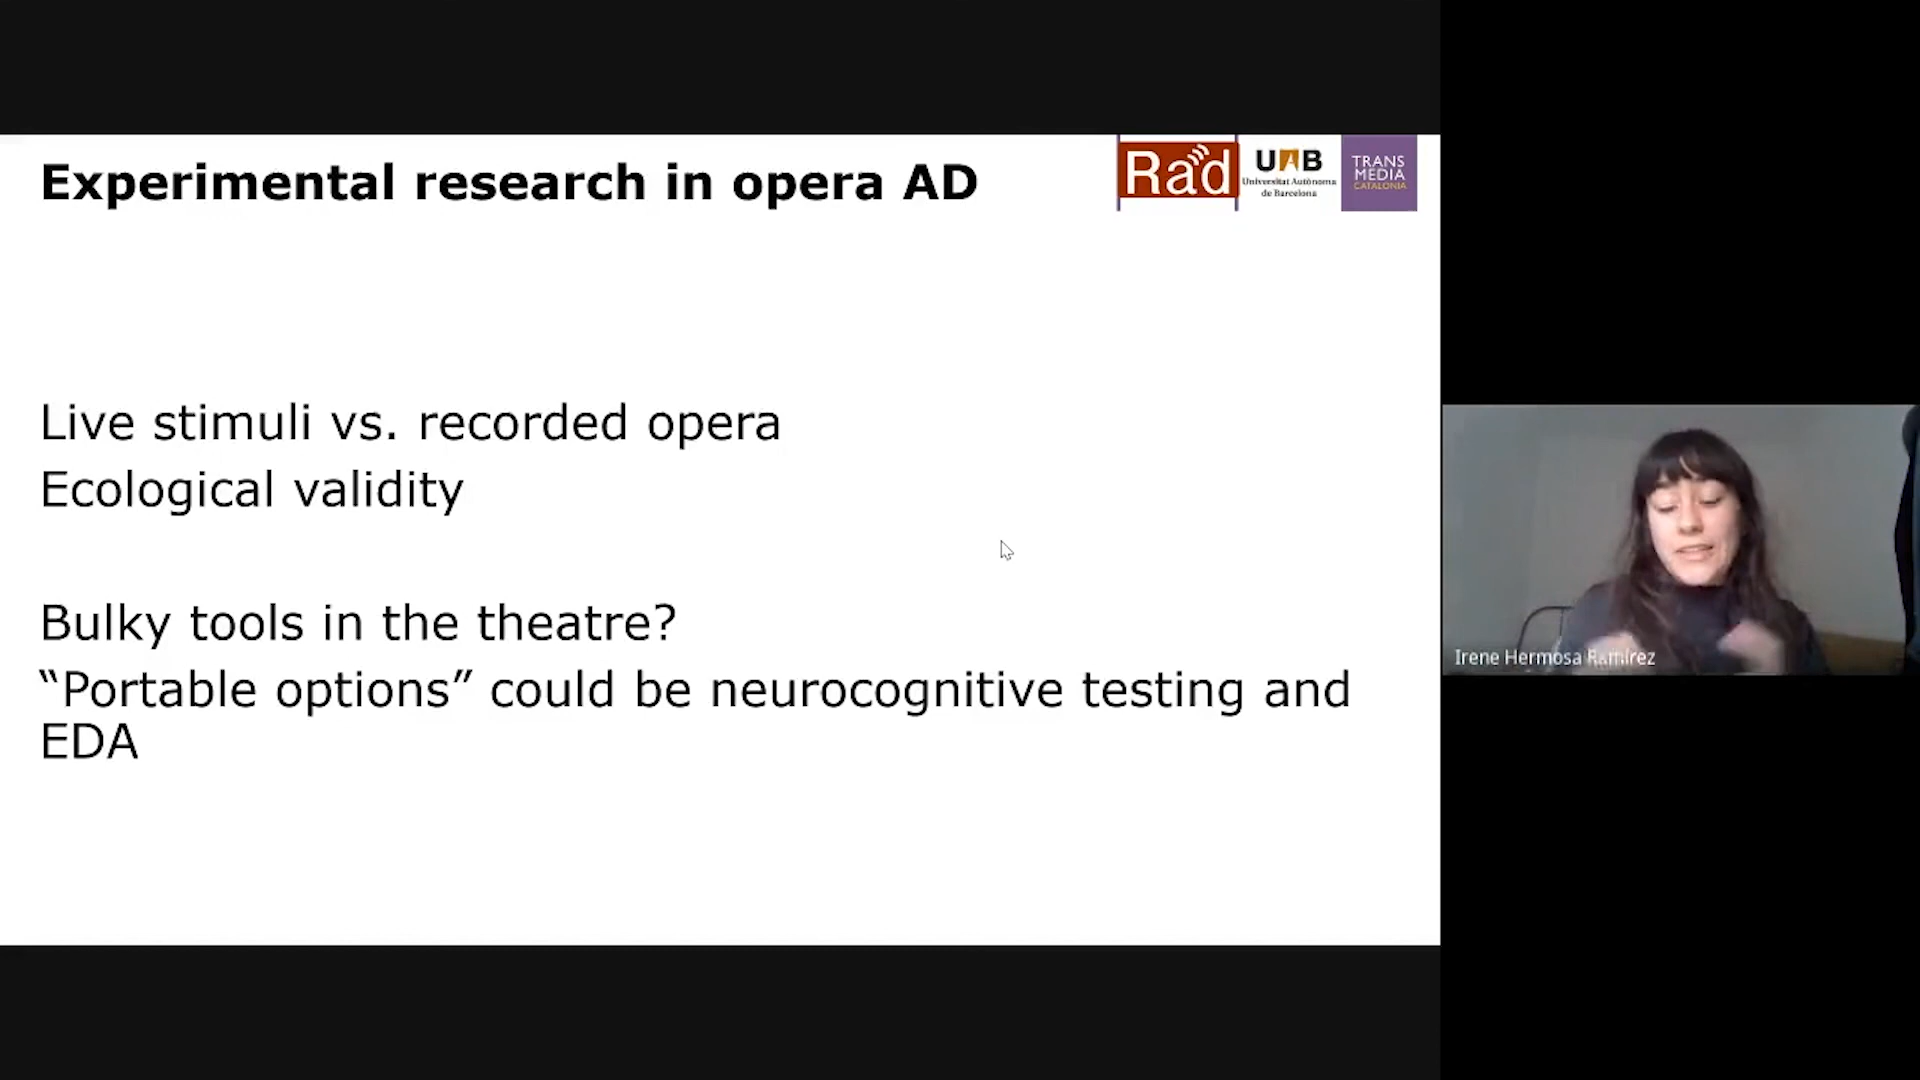 Experimental research in opera AD
Rad
UAB
Universitat Autònoma
de Barcelona
TRANS
MEDIA
CATALONIA
Live stimuli vs. recorded opera
Ecological validity
Bulky tools in the theatre?
“Portable options” could be neurocognitive testing and
EDA
Irene Hermosa Ramírez